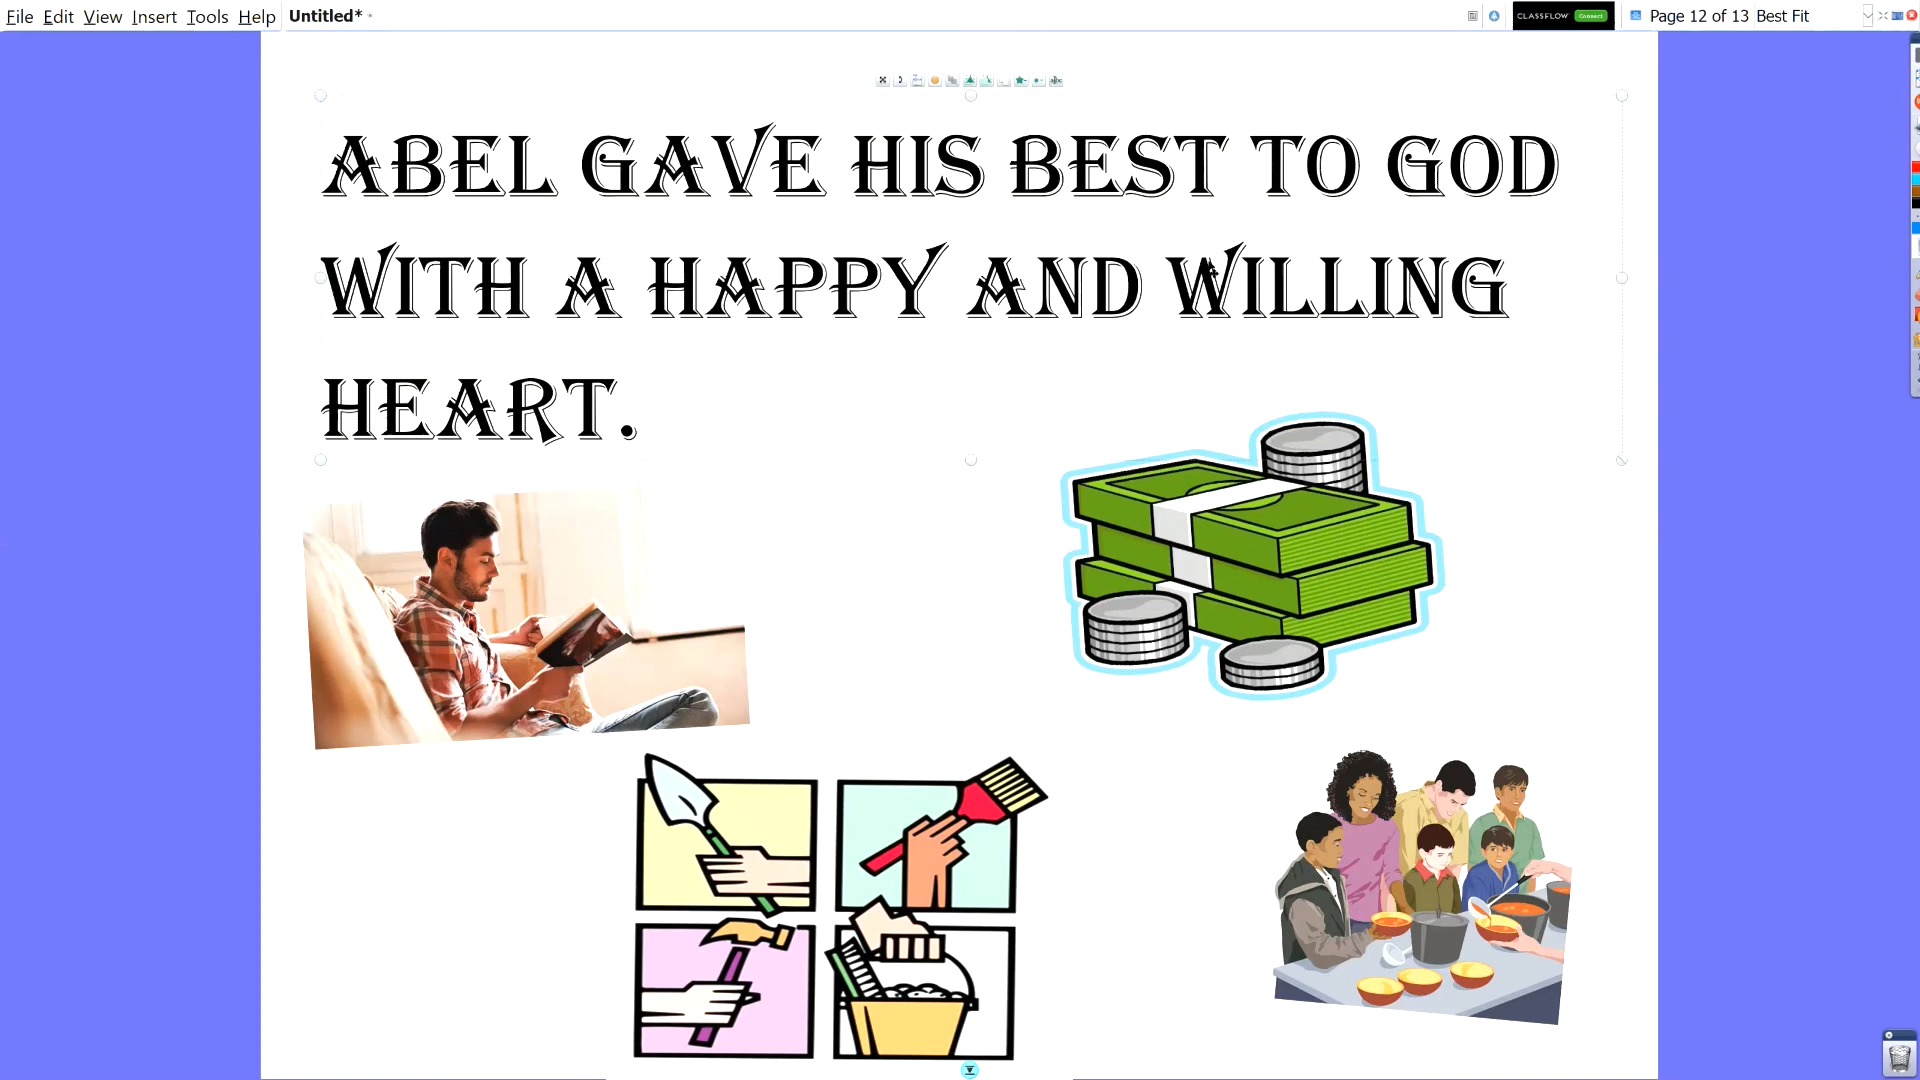 File Edit View Insert Tools Help Untitled* CLASSFLOW Connect Page 12 of 13 Best Fit
ABEL GAVE HIS BEST TO GOD
WITH A HAPPY AND WILLING
HEART.